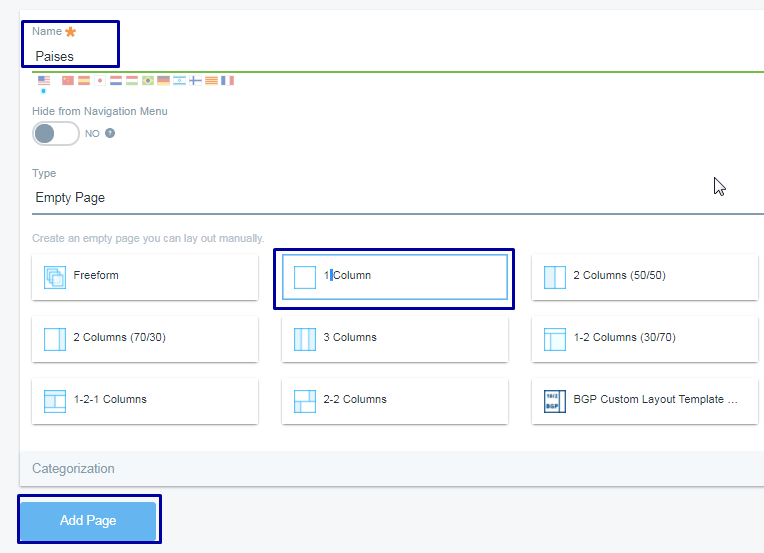 Name *
Paises
Hide from Navigation Menu
NO ?
Type
Empty Page
Create an empty page you can lay out manually.
Freeform
1 Column
2 Columns (50/50)
2 Columns (70/30)
3 Columns
1-2 Columns (30/70)
1-2-1 Columns
2-2 Columns
BGP
BGP Custom Layout Template ...
Categorization
Add Page